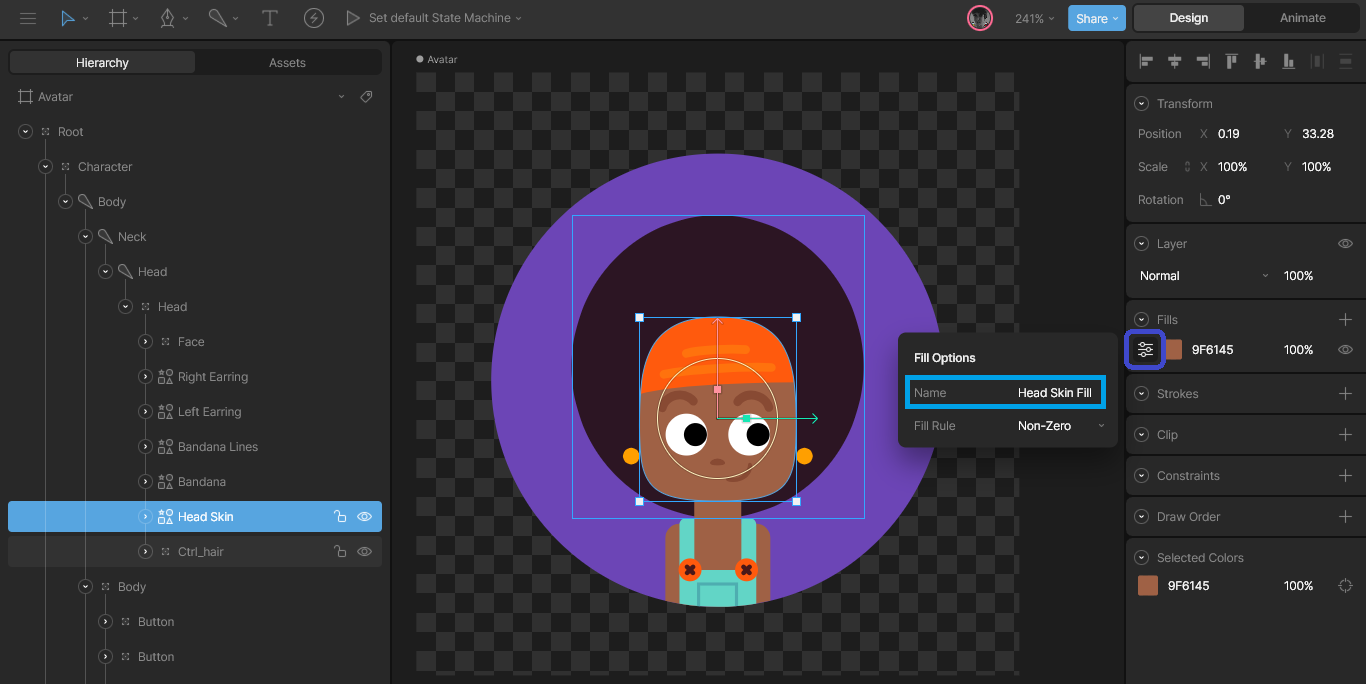 Set default State Machine
241%
Share
Design
Animate
Hierarchy
Assets
Avatar
Root
Character
Body
Neck
Head
Head
Face
Right Earring
Left Earring
Bandana Lines
Bandana
Head Skin
Ctrl_hair
Body
Button
Button
Avatar
Fill Options
Name Head Skin Fill
Fill Rule Non-Zero
Transform
Position X 0.19 Y 33.28
Scale X 100% Y 100%
Rotation 0°
Layer
Normal 100%
Fills
9F6145 100%
Strokes
Clip
Constraints
Draw Order
Selected Colors
9F6145 100%